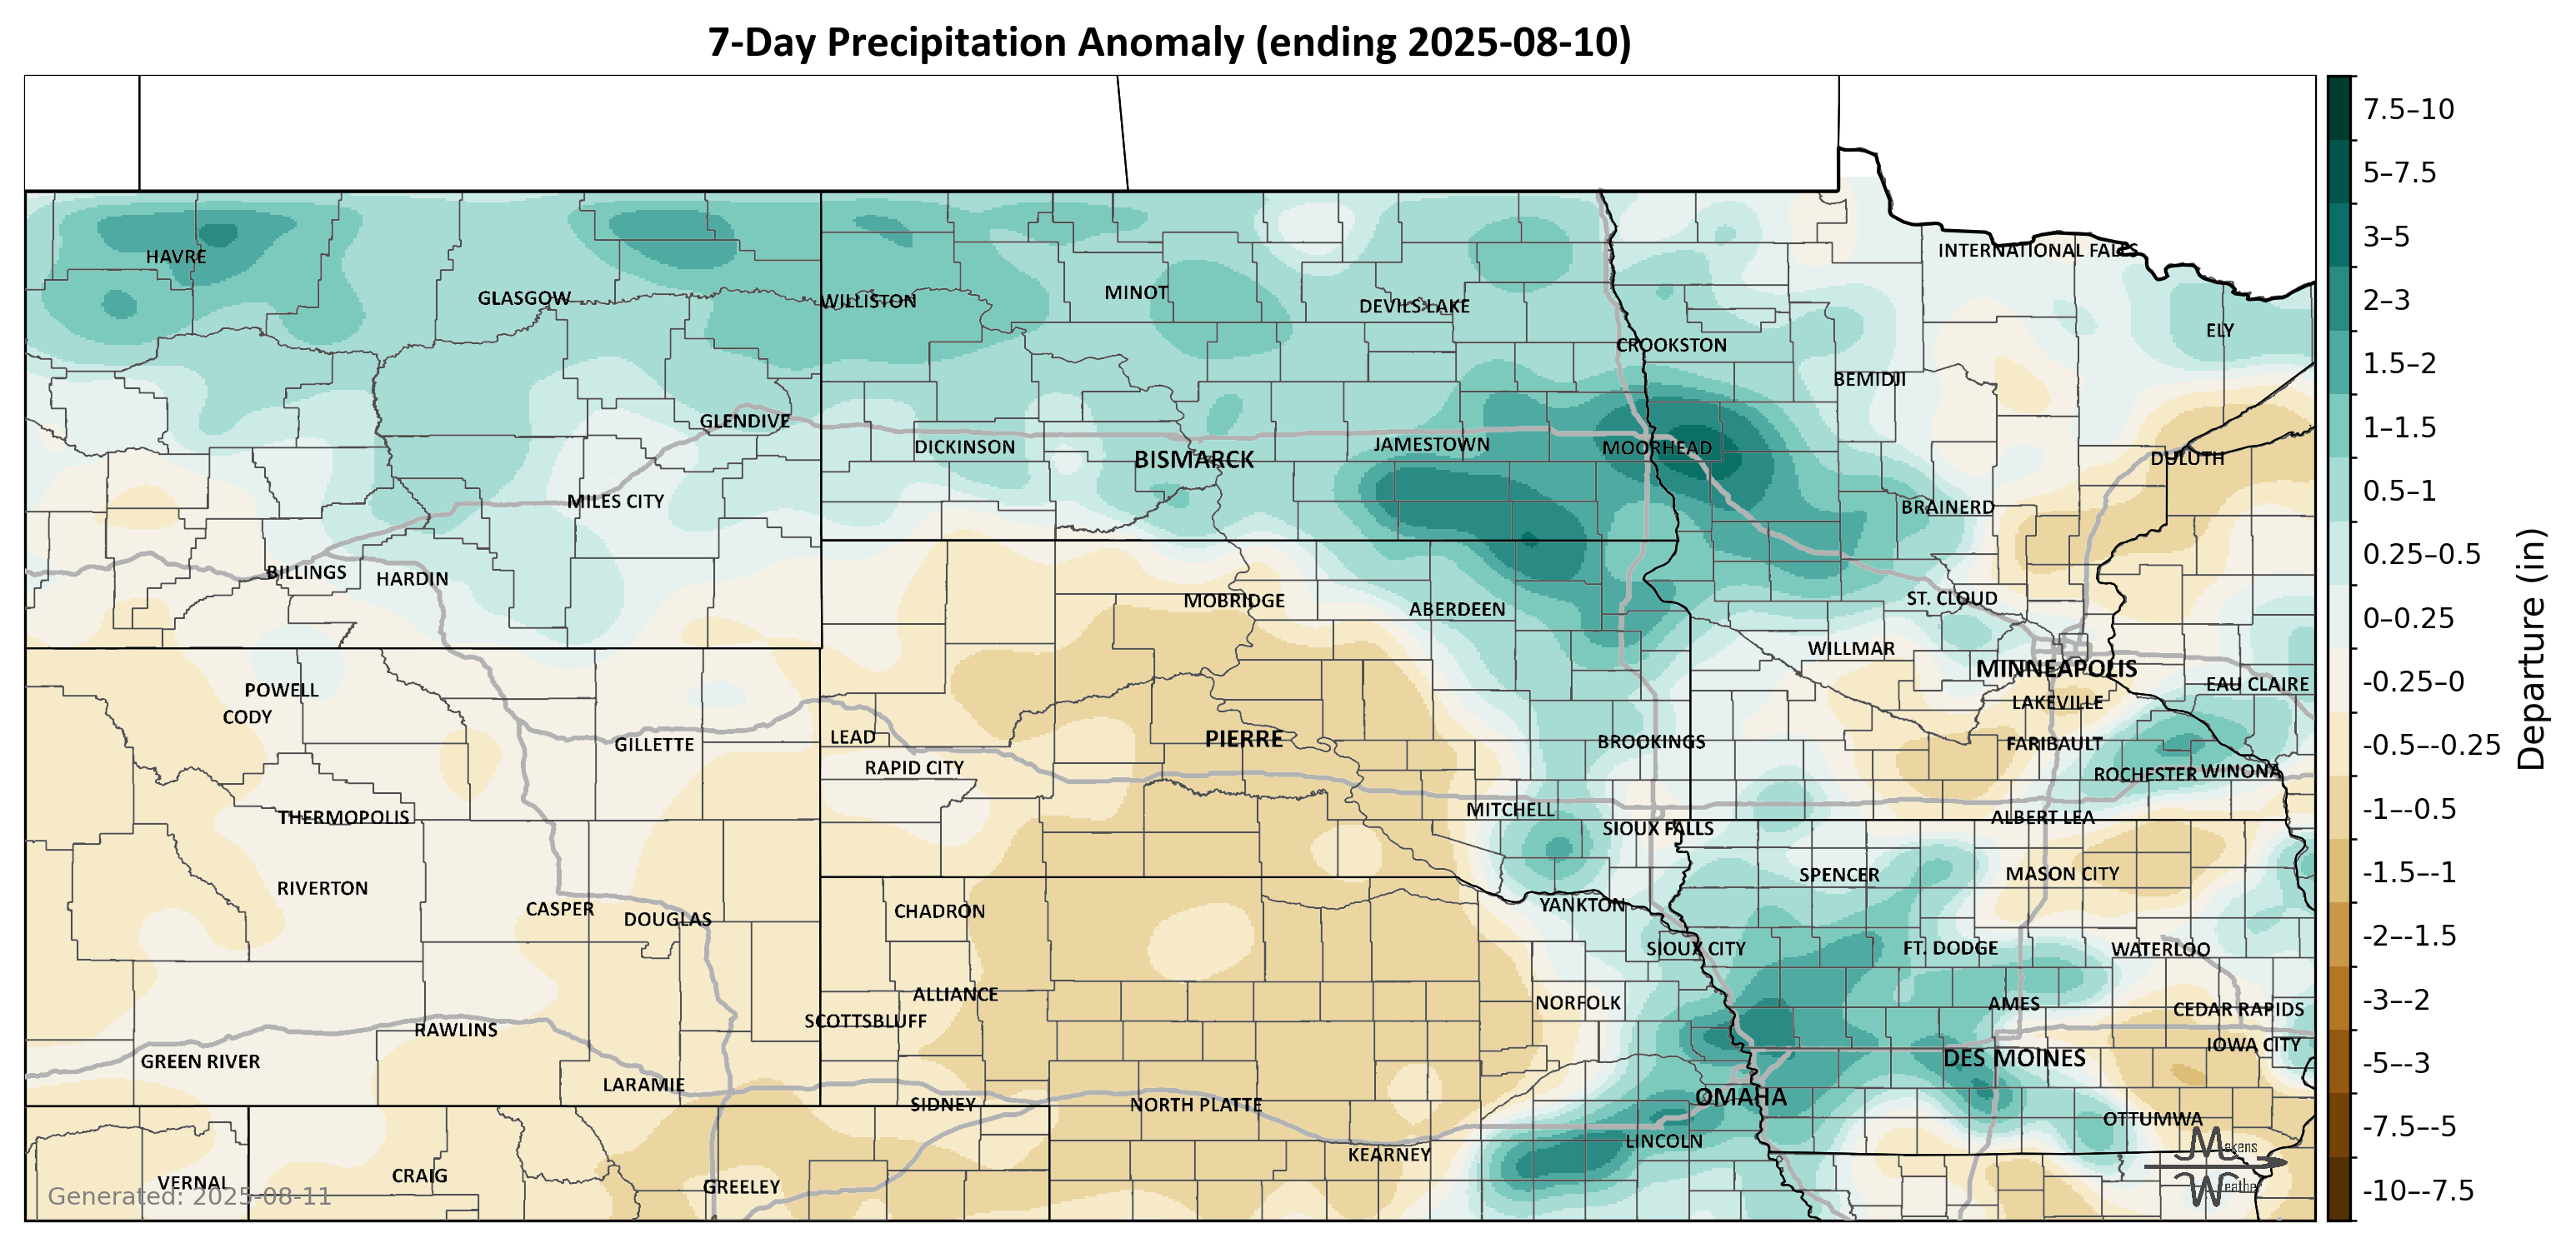 7-Day Precipitation Anomaly (ending 2025-08-10)
HAVRE
GLASGOW
WILLISTON
MINOT
DEVILS LAKE
INTERNATIONAL FALLS
ELY
CROOKSTON
BEMIDJI
GLENDIVE
DICKINSON
BISMARCK
JAMESTOWN
MOORHEAD
DULUTH
MILES CITY
BRAINERD
BILLINGS
HARDIN
MOBRIDGE
ABERDEEN
ST. CLOUD
WILLMAR
MINNEAPOLIS
EAU CLAIRE
POWELL
CODY
LAKEVILLE
GILLETTE
LEAD
PIERRE
BROOKINGS
FARIBAULT
RAPID CITY
ROCHESTER
WINONA
THERMOPOLIS
MITCHELL
SIOUX FALLS
ALBERT LEA
RIVERTON
SPENCER
MASON CITY
CASPER
DOUGLAS
CHADRON
YANKTON
SIOUX CITY
FT. DODGE
WATERLOO
ALLIANCE
NORFOLK
AMES
CEDAR RAPIDS
SCOTTSBLUFF
RAWLINS
GREEN RIVER
DES MOINES
IOWA CITY
LARAMIE
SIDNEY
NORTH PLATTE
OMAHA
OTTUMWA
LINCOLN
KEARNEY
VERNAL
CRAIG
GREELEY
Generated: 2025-08-11
Makens
Weather
7.5–10
5–7.5
3–5
2–3
1.5–2
1–1.5
0.5–1
0.25–0.5
0–0.25
-0.25–0
-0.5–-0.25
-1–-0.5
-1.5–-1
-2–-1.5
-3–-2
-5–-3
-7.5–-5
-10–-7.5
Departure (in)